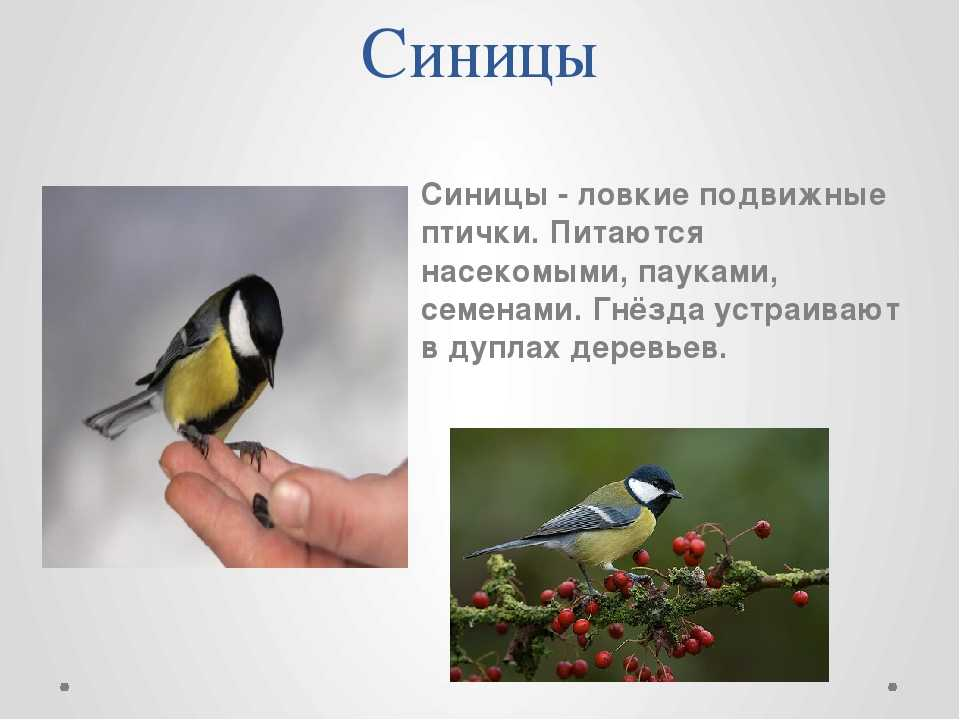 Синицы
Синицы - ловкие подвижные
птички. Питаются
насекомыми, пауками,
семенами. Гнёзда устраивают
в дуплах деревьев.